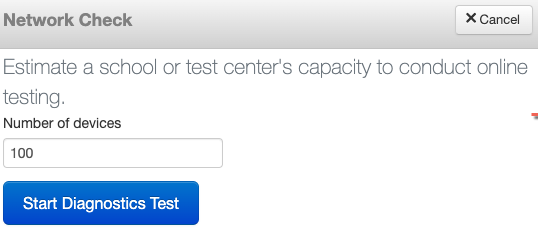 Network Check
✕ Cancel
Estimate a school or test center's capacity to conduct online
testing.
Number of devices
100
Start Diagnostics Test